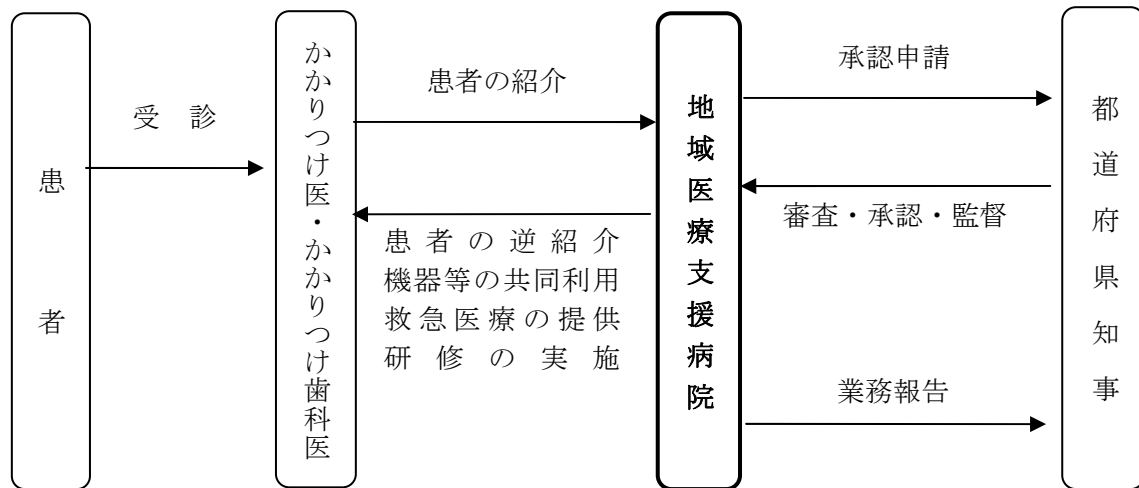 患者
受 診
かかりつけ医・かかりつけ歯科医
患者の紹介
患者の逆紹介
機器等の共同利用
救急医療の提供
研修の実施
地域医療支援病院
承認申請
審査・承認・監督
業務報告
都道府県知事